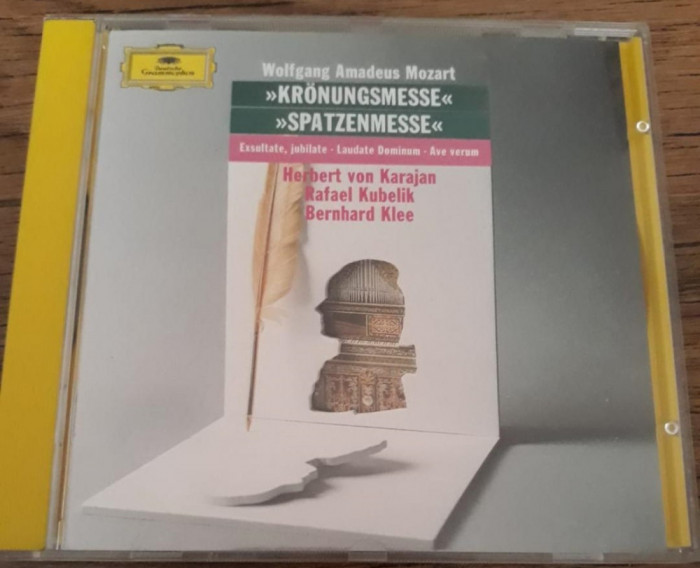 Deutsche
Grammophon
Wolfgang Amadeus Mozart
»KRÖNUNGSMESSE«
»SPATZENMESSE«
Exsultate, jubilate · Laudate Dominum · Ave verum
Herbert von Karajan
Rafael Kubelik
Bernhard Klee